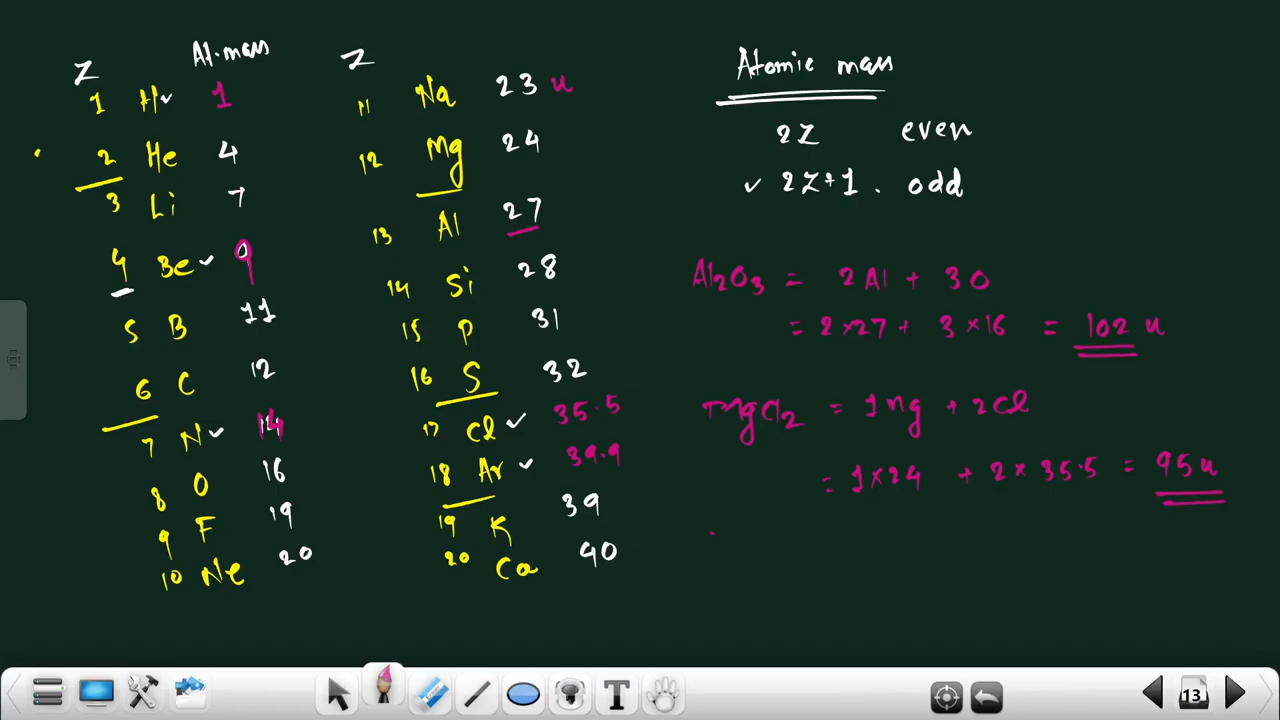 Z At.mass
1 H 1
2 He 4
3 Li 7
4 Be 9
5 B 11
6 C 12
7 N 14
8 O 16
9 F 19
10 Ne 20
Z
11 Na 23 u
12 Mg 24
13 Al 27
14 Si 28
15 P 31
16 S 32
17 Cl 35.5
18 Ar 39.9
19 K 39
20 Ca 40
Atomic mass
2Z even
2Z+1. odd
Al2O3 = 2Al + 3O
= 2×27+ 3×16 = 102 u
MgCl2 = 1Mg + 2Cl
= 1×24 + 2×35.5 = 95u
T
13